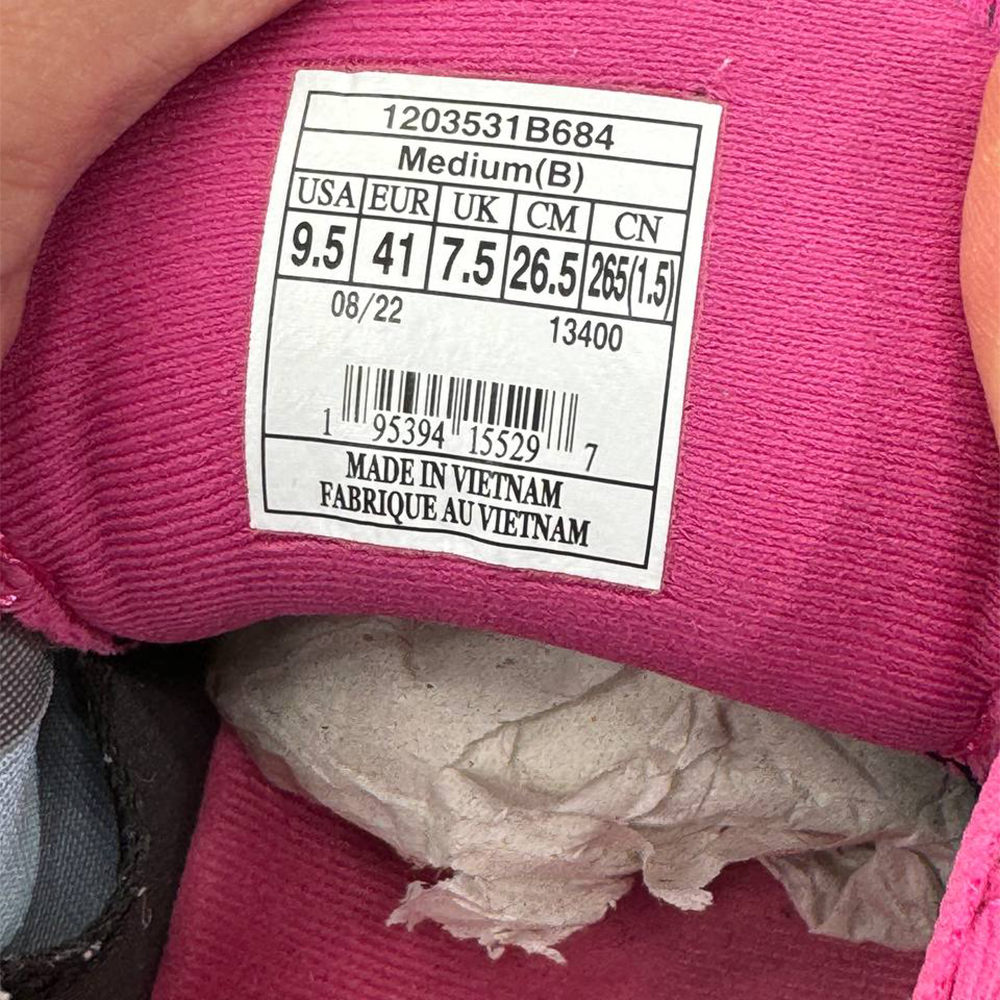 1203531B684
Medium(B)
USA EUR UK CM CN
9.5 41 7.5 26.5 265(1.5)
08/22 13400
1 95394 15529 7
MADE IN VIETNAM
FABRIQUE AU VIETNAM